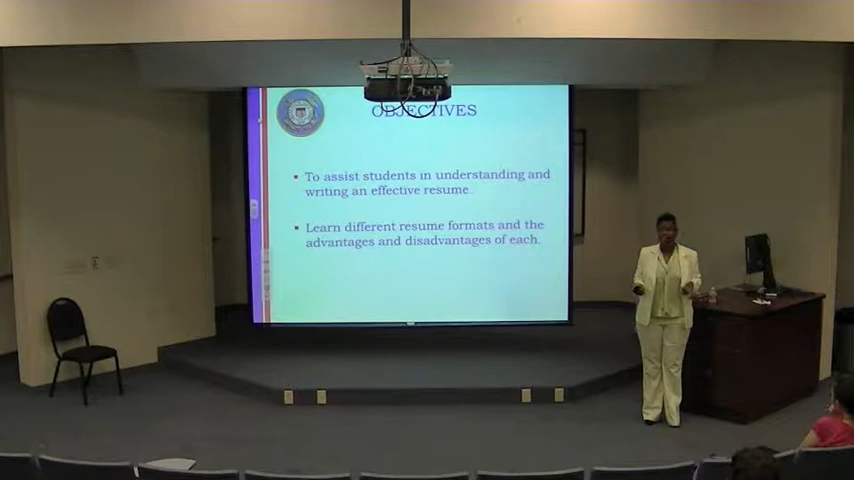 OBJECTIVES
▪ To assist students in understanding and
writing an effective resume.
▪ Learn different resume formats and the
advantages and disadvantages of each.